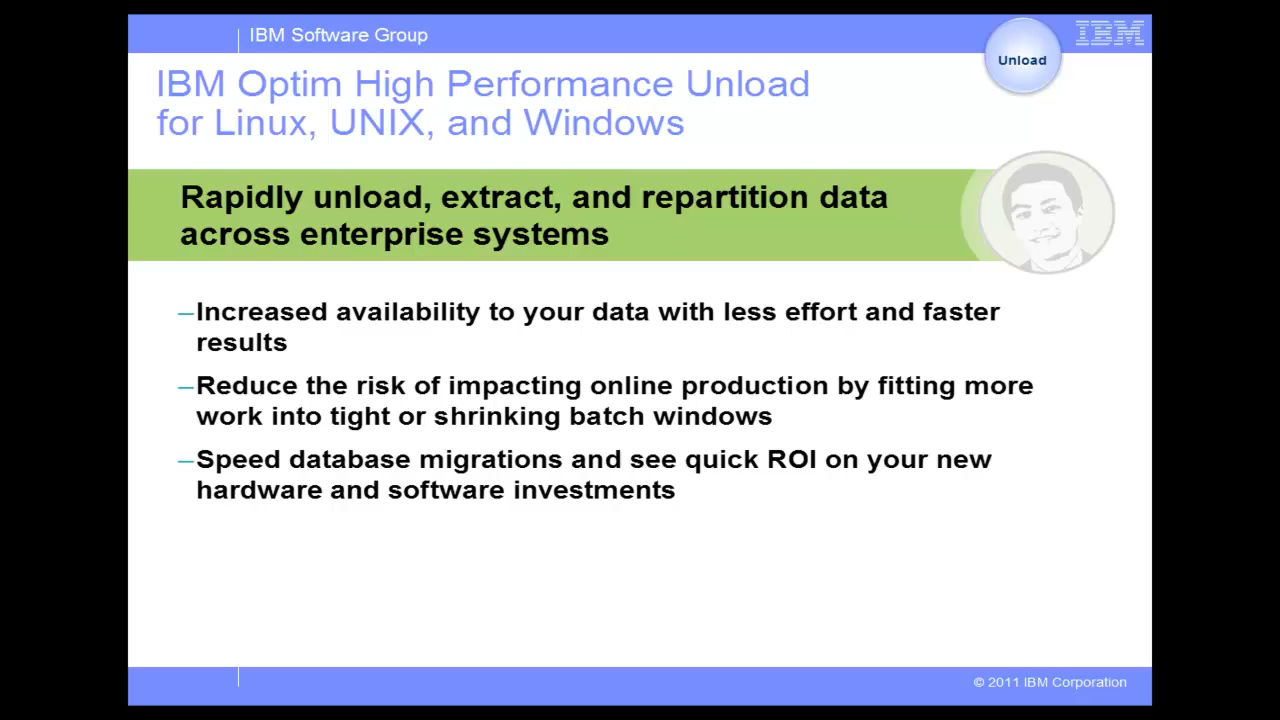 IBM Software Group
IBM
Unload
IBM Optim High Performance Unload
for Linux, UNIX, and Windows
Rapidly unload, extract, and repartition data
across enterprise systems
–Increased availability to your data with less effort and faster
results
–Reduce the risk of impacting online production by fitting more
work into tight or shrinking batch windows
–Speed database migrations and see quick ROI on your new
hardware and software investments
© 2011 IBM Corporation